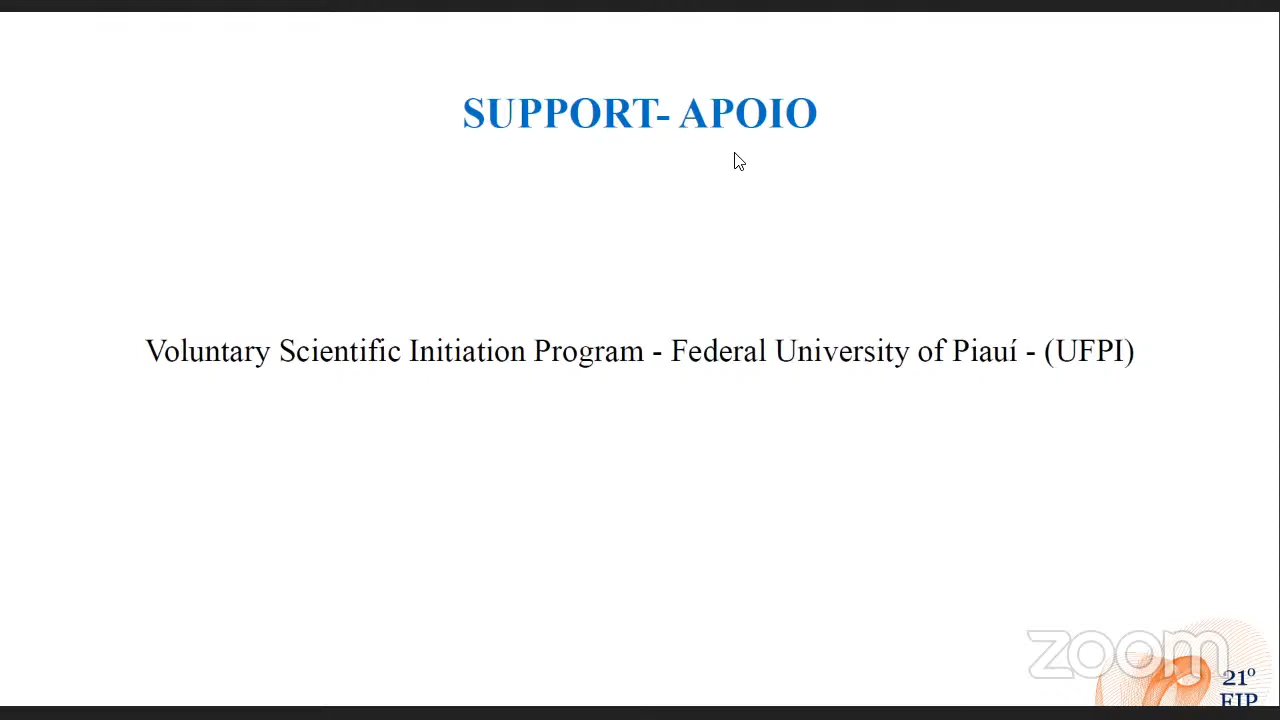 SUPPORT- APOIO
Voluntary Scientific Initiation Program - Federal University of Piauí - (UFPI)
zoom
21º
EIP